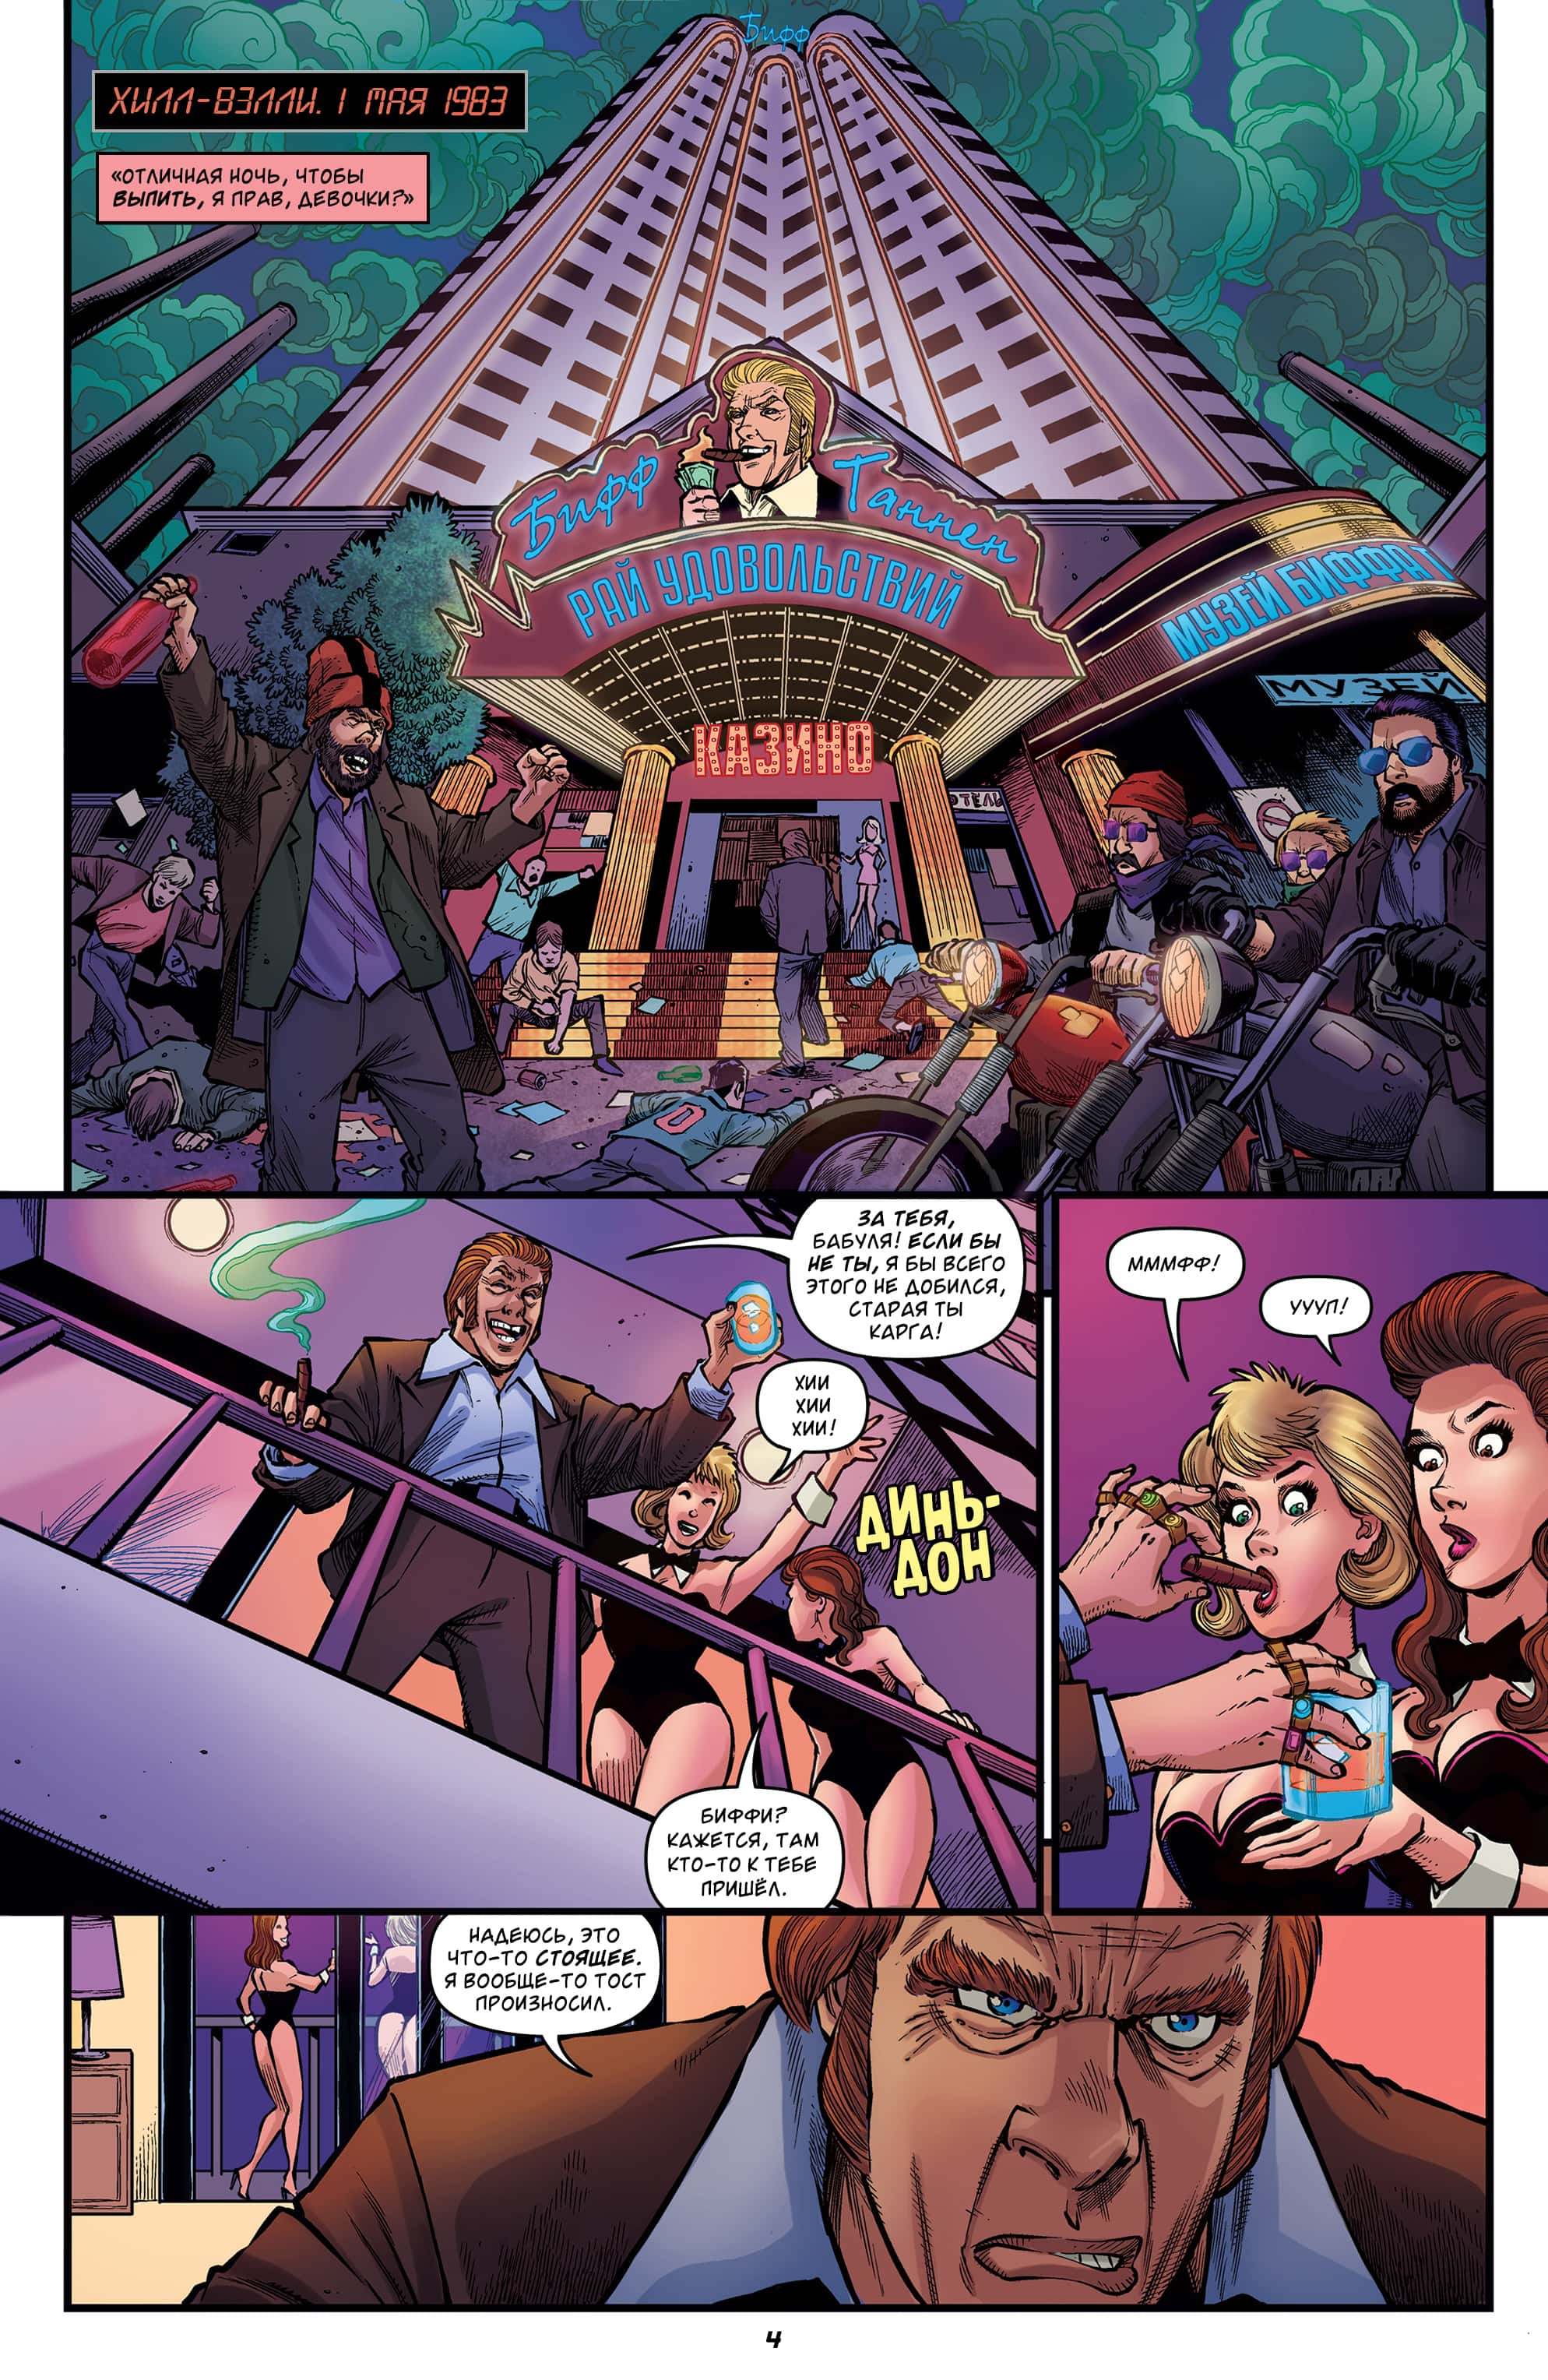 Бифф
ХИЛЛ-ВЭЛЛИ. 1 МАЯ 1983
«ОТЛИЧНАЯ НОЧЬ, ЧТОБЫ
ВЫПИТЬ, Я ПРАВ, ДЕВОЧКИ?»
Бифф Таннен
РАЙ УДОВОЛЬСТВИЙ
МУЗЕЙ БИФФА Т
МУЗЕЙ
КАЗИНО
ОТЕЛЬ
ЗА ТЕБЯ,
БАБУЛЯ! ЕСЛИ БЫ
НЕ ТЫ, Я БЫ ВСЕГО
ЭТОГО НЕ ДОБИЛСЯ,
СТАРАЯ ТЫ
КАРГА!
ХИИ
ХИИ
ХИИ!
ДИНЬ-
ДОН
БИФФИ?
КАЖЕТСЯ, ТАМ
КТО-ТО К ТЕБЕ
ПРИШЁЛ.
МММФФ!
УУУП!
НАДЕЮСЬ, ЭТО
ЧТО-ТО СТОЯЩЕЕ.
Я ВООБЩЕ-ТО ТОСТ
ПРОИЗНОСИЛ.
4